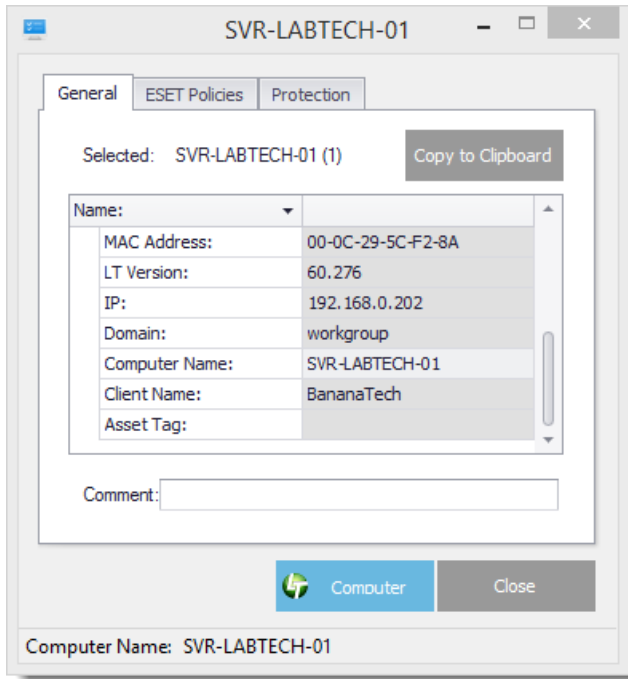 SVR-LABTECH-01
General ESET Policies Protection
Selected: SVR-LABTECH-01 (1) Copy to Clipboard
Name:
MAC Address: 00-0C-29-5C-F2-8A
LT Version: 60.276
IP: 192.168.0.202
Domain: workgroup
Computer Name: SVR-LABTECH-01
Client Name: BananaTech
Asset Tag:
Comment:
Computer Close
Computer Name: SVR-LABTECH-01